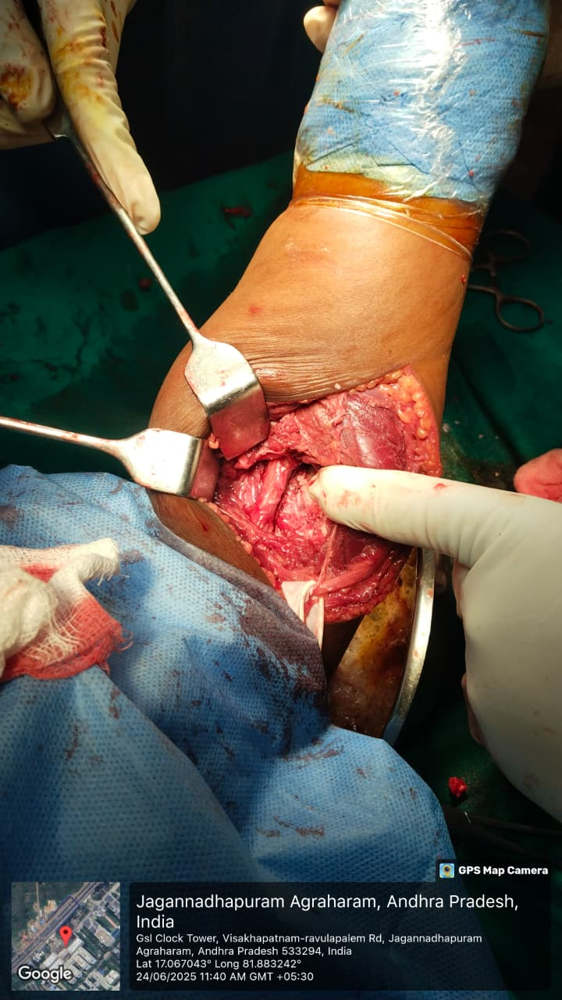 GPS Map Camera
Jagannadhapuram Agraharam, Andhra Pradesh,
India
Gsl Clock Tower, Visakhapatnam-ravulapalem Rd, Jagannadhapuram
Agraharam, Andhra Pradesh 533294, India
Lat 17.067043° Long 81.883242°
24/06/2025 11:40 AM GMT +05:30
Google